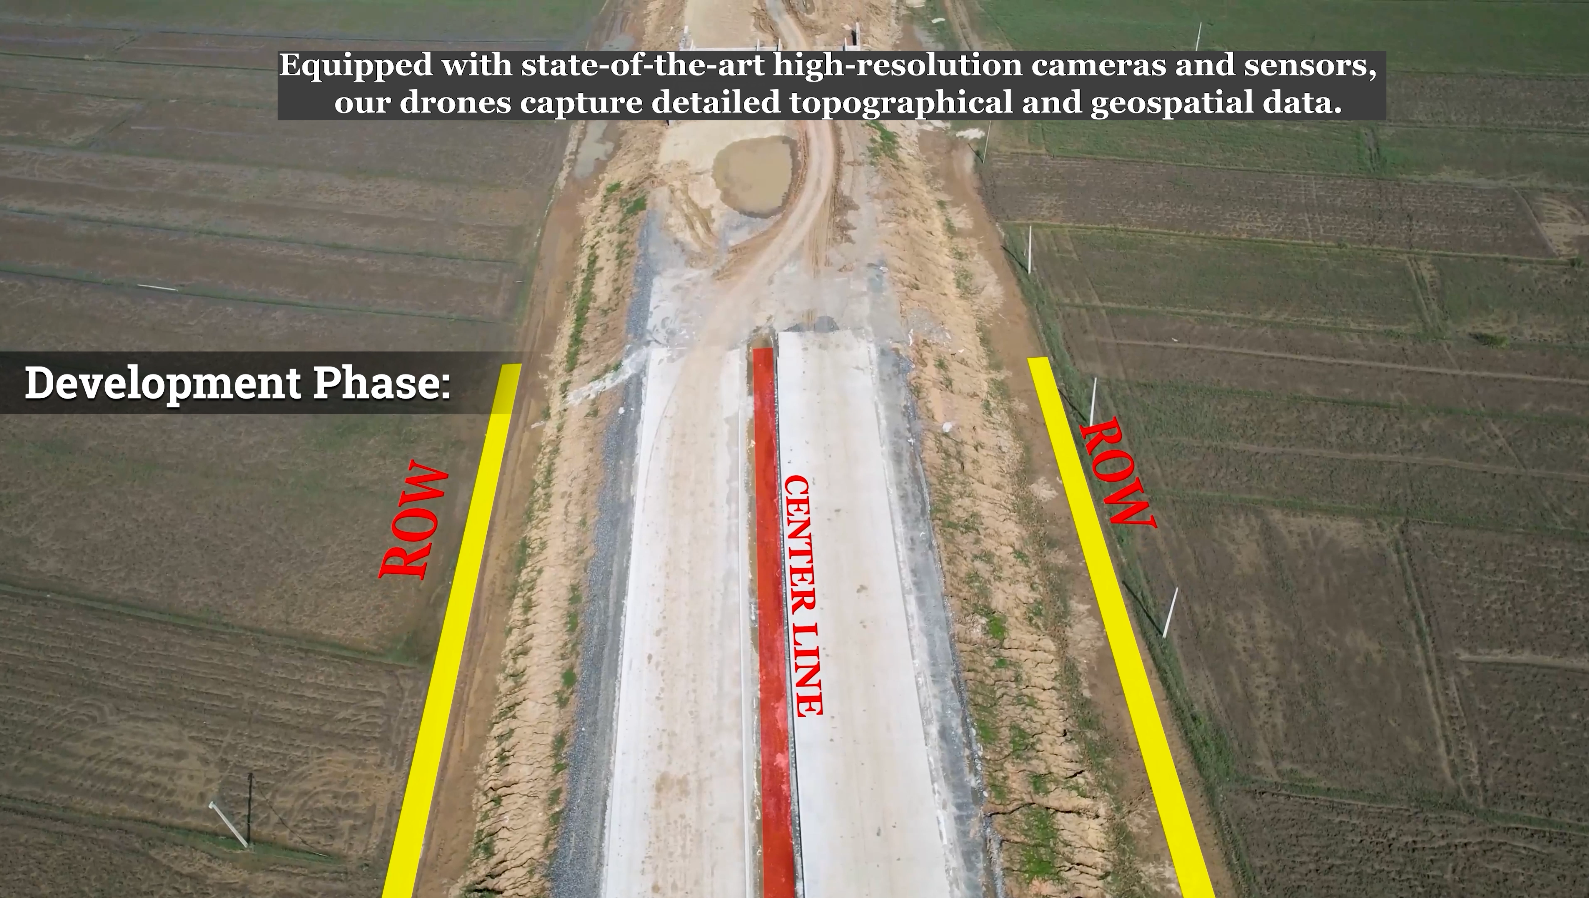 Equipped with state-of-the-art high-resolution cameras and sensors,
our drones capture detailed topographical and geospatial data.
Development Phase:
ROW
ROW
CENTER LINE